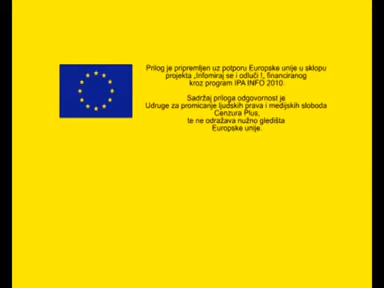 Prilog je pripremljen uz potporu Europske unije u sklopu
projekta „Infomiraj se i odluči !„ financiranog
kroz program IPA INFO 2010.
Sadržaj priloga odgovornost je
Udruge za promicanje ljudskih prava i medijskih sloboda
Cenzura Plus,
te ne odražava nužno gledišta
Europske unije.